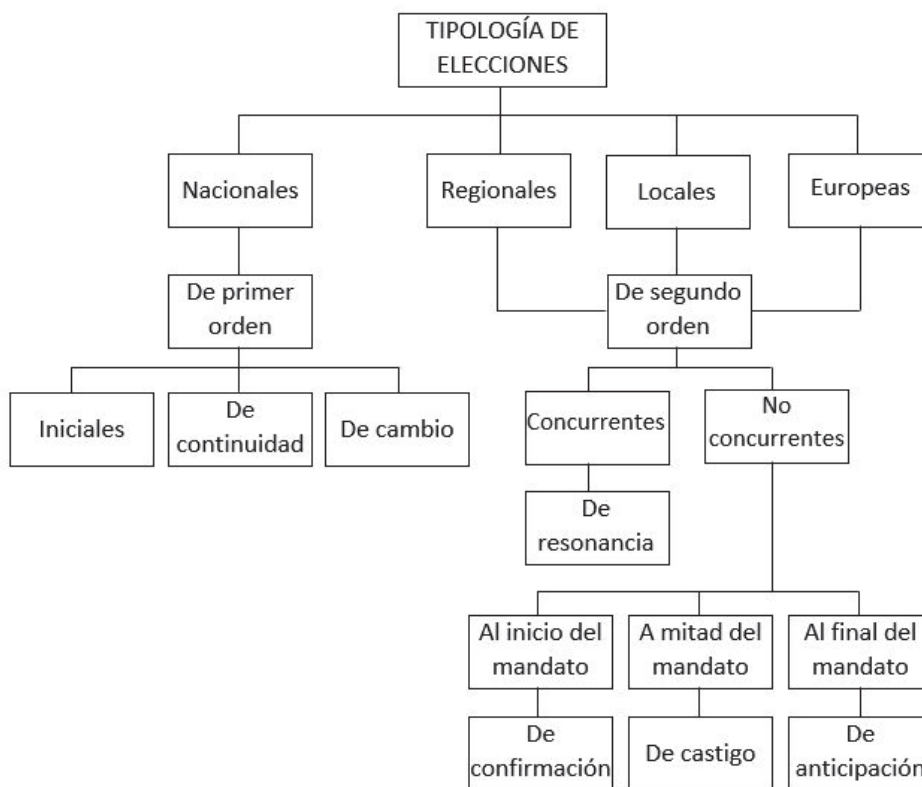 TIPOLOGÍA DE
ELECCIONES
Nacionales
Regionales
Locales
Europeas
De primer
orden
De segundo
orden
Iniciales
De
continuidad
De cambio
Concurrentes
No
concurrentes
De
resonancia
Al inicio del
mandato
A mitad del
mandato
Al final del
mandato
De
confirmación
De castigo
De
anticipación